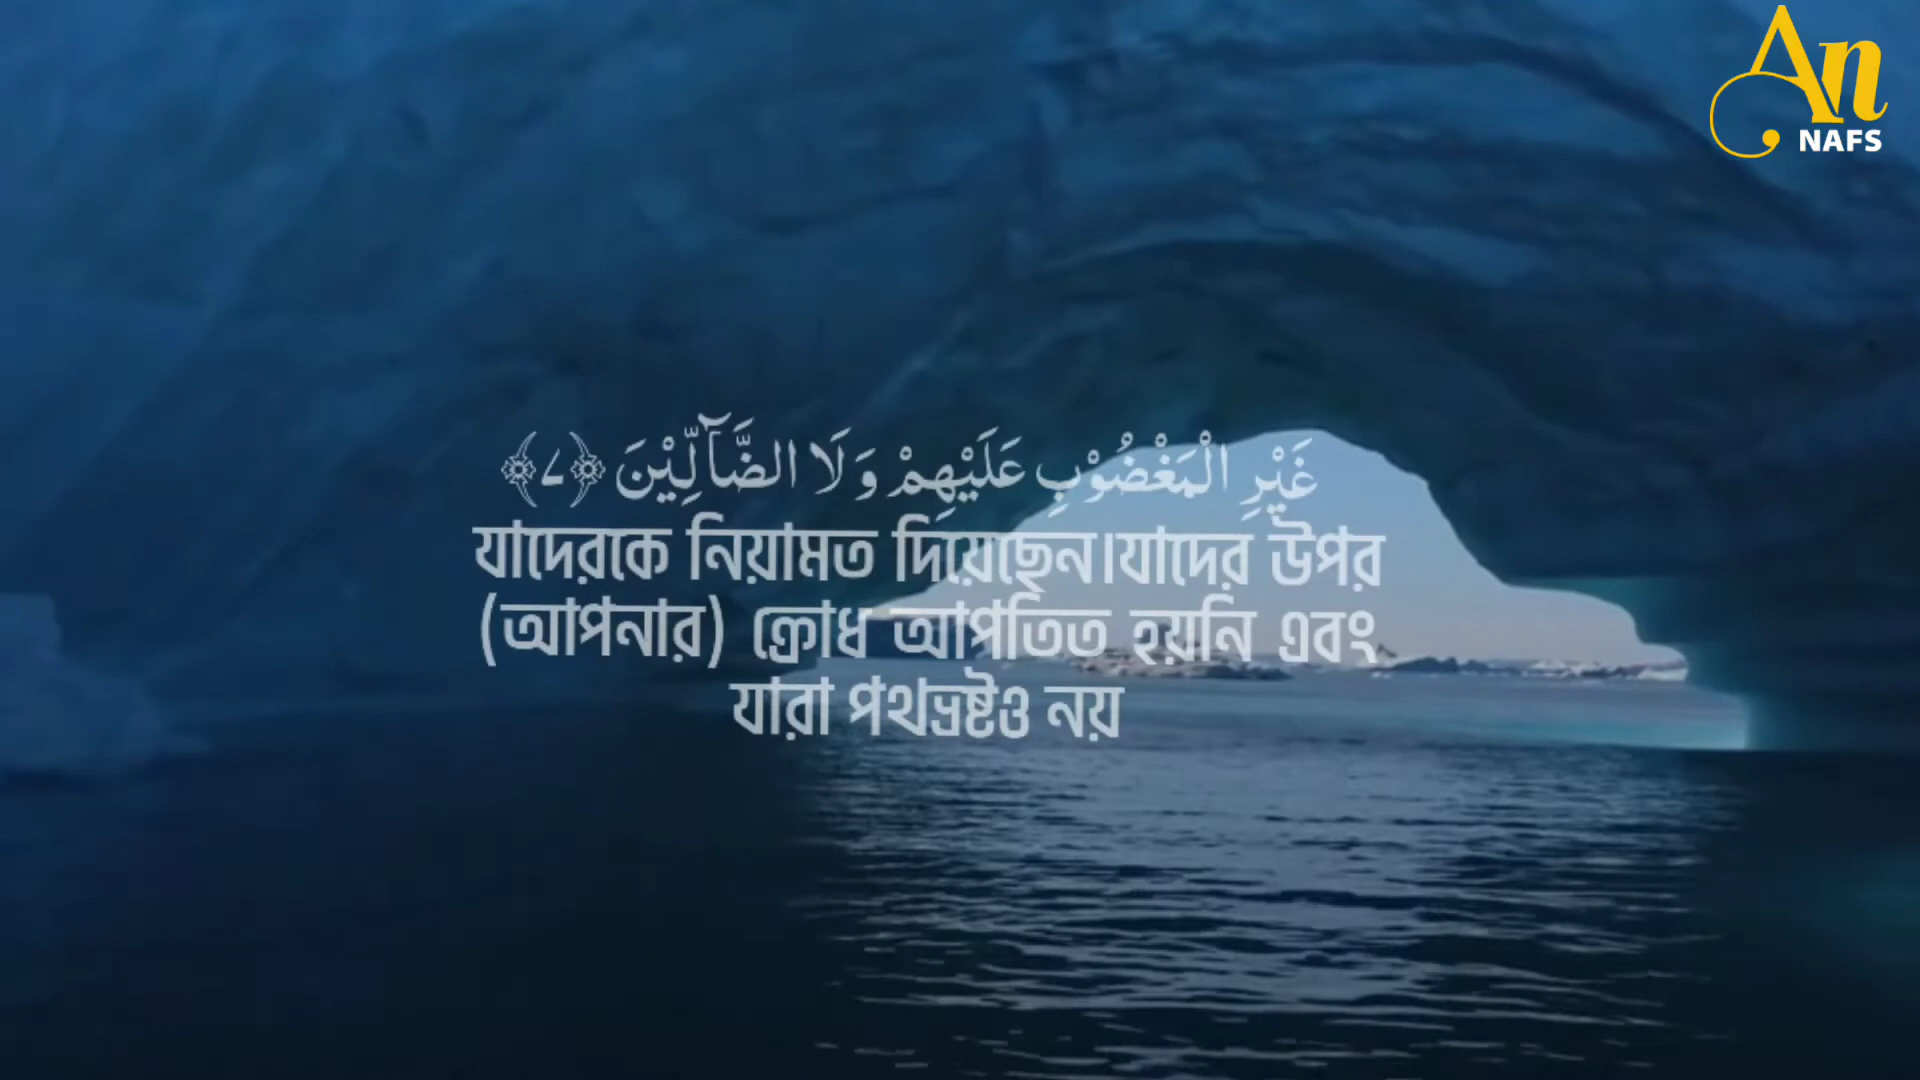 An
NAFS
غَيْرِ الْمَغْضُوْبِ عَلَيْهِمْ وَلَا الضَّآلِّيْنَ ﴿٧﴾
যাদেরকে নিয়ামত দিয়েছেন।যাদের উপর
(আপনার) ক্রোধ আপতিত হয়নি এবং
যারা পথভ্রষ্টও নয়